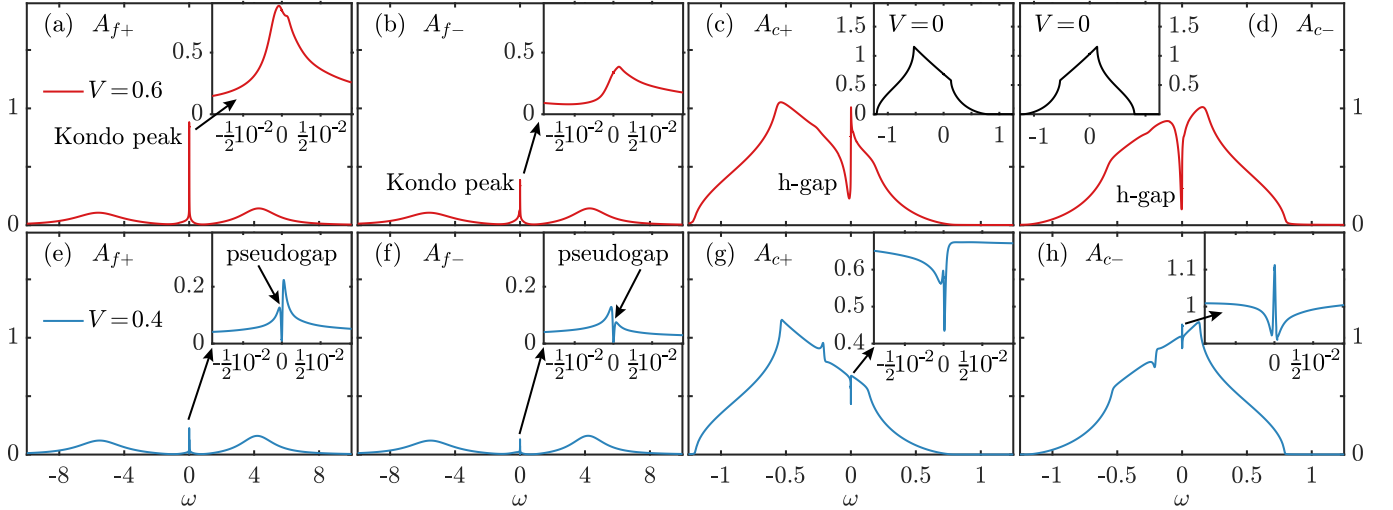 (a) A_{f+}
V = 0.6
Kondo peak
0.5
0
-½10⁻² 0 ½10⁻²
1
0
(b) A_{f−}
Kondo peak
0.5
0
-½10⁻² 0 ½10⁻²
(c) A_{c+}
h-gap
V = 0
1.5
1
0.5
0
-1 0
(d) A_{c−}
h-gap
V = 0
1.5
1
0.5
-1 0
1
0
(e) A_{f+}
V = 0.4
pseudogap
0.2
0
-½10⁻² 0 ½10⁻²
1
0
-8 -4 0 4 8
ω
(f) A_{f−}
pseudogap
0.2
0
-½10⁻² 0 ½10⁻²
-8 -4 0 4 8
ω
(g) A_{c+}
0.6
0.5
0.4
-½10⁻² 0 ½10⁻²
-1 -0.5 0 0.5 1
ω
(h) A_{c−}
1.1
1
0 ½10⁻²
1
0
-1 -0.5 0 0.5 1
ω